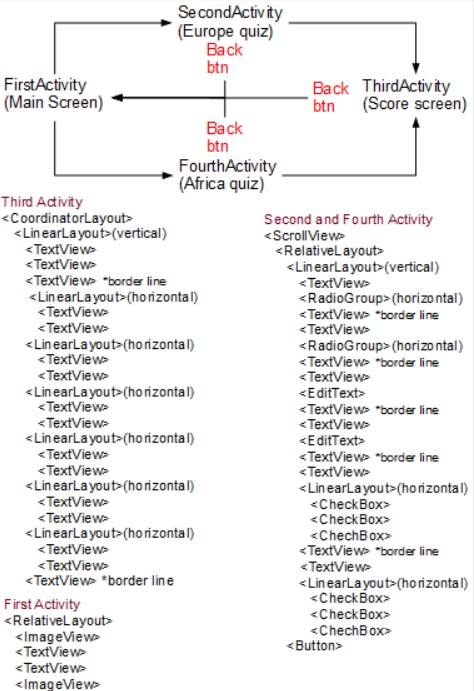 SecondActivity
(Europe quiz)
Back
btn
FirstActivity
(Main Screen)
Back
btn
ThirdActivity
(Score screen)
Back
btn
FourthActivity
(Africa quiz)
Third Activity
<CoordinatorLayout>
<LinearLayout>(vertical)
<TextView>
<TextView>
<TextView> *border line
<LinearLayout>(horizontal)
<TextView>
<TextView>
<LinearLayout>(horizontal)
<TextView>
<TextView>
<LinearLayout>(horizontal)
<TextView>
<TextView>
<LinearLayout>(horizontal)
<TextView>
<TextView>
<LinearLayout>(horizontal)
<TextView>
<TextView>
<LinearLayout>(horizontal)
<TextView>
<TextView>
<TextView> *border line
First Activity
<RelativeLayout>
<ImageView>
<TextView>
<TextView>
<ImageView>
Second and Fourth Activity
<ScrollView>
<RelativeLayout>
<LinearLayout>(vertical)
<TextView>
<RadioGroup>(horizontal)
<TextView> *border line
<TextView>
<RadioGroup>(horizontal)
<TextView> *border line
<TextView>
<EditText>
<TextView> *border line
<TextView>
<EditText>
<TextView> *border line
<TextView>
<LinearLayout>(horizontal)
<CheckBox>
<CheckBox>
<ChechBox>
<TextView> *border line
<TextView>
<LinearLayout>(horizontal)
<CheckBox>
<CheckBox>
<ChechBox>
<Button>